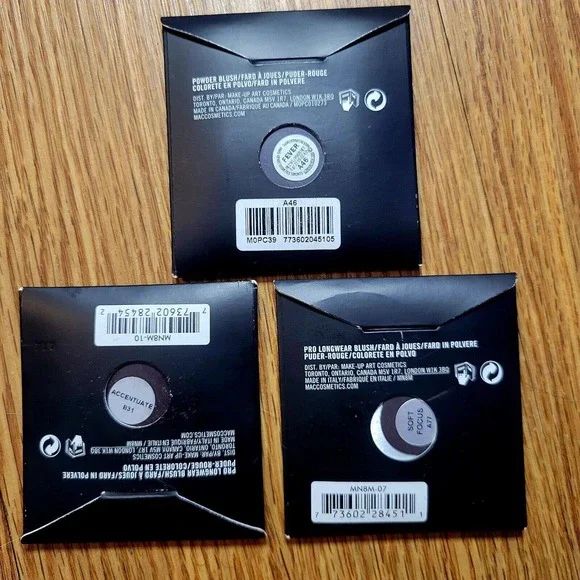 POWDER BLUSH/FARD À JOUES/PUDER-ROUGE
COLORETE EN POLVO/FARD IN POLVERE
DIST. BY/PAR: MAKE-UP ART COSMETICS
TORONTO, ONTARIO, CANADA M5V 1R7, LONDON W1K 3BQ
MADE IN CANADA/FABRIQUÉ AU CANADA / MOPC010273
MACCOSMETICS.COM
FEVER
A46
A46
M0PC39 773602045105
7 73602 28454 2
MN8M-10
ACCENTUATE
B31
PRO LONGWEAR BLUSH/FARD
À JOUES/FARD IN POLVERE
PUDER-ROUGE/COLORETE EN POLVO
DIST. BY/PAR: MAKE-UP ART COSMETICS
TORONTO, ONTARIO, CANADA
M5V 1R7, LONDON W1K 3BQ
MADE IN ITALY/FABRIQUÉ EN ITALIE / MN8M
MACCOSMETICS.COM
PRO LONGWEAR BLUSH/FARD À JOUES/FARD IN POLVERE
PUDER-ROUGE/COLORETE EN POLVO
DIST. BY/PAR: MAKE-UP ART COSMETICS
TORONTO, ONTARIO, CANADA M5V 1R7, LONDON W1K 3BQ
MADE IN ITALY/FABRIQUÉ EN ITALIE / MN8M
MACCOSMETICS.COM
SOFT
FOCUS
A77
MN8M-07
7 73602 28451 1